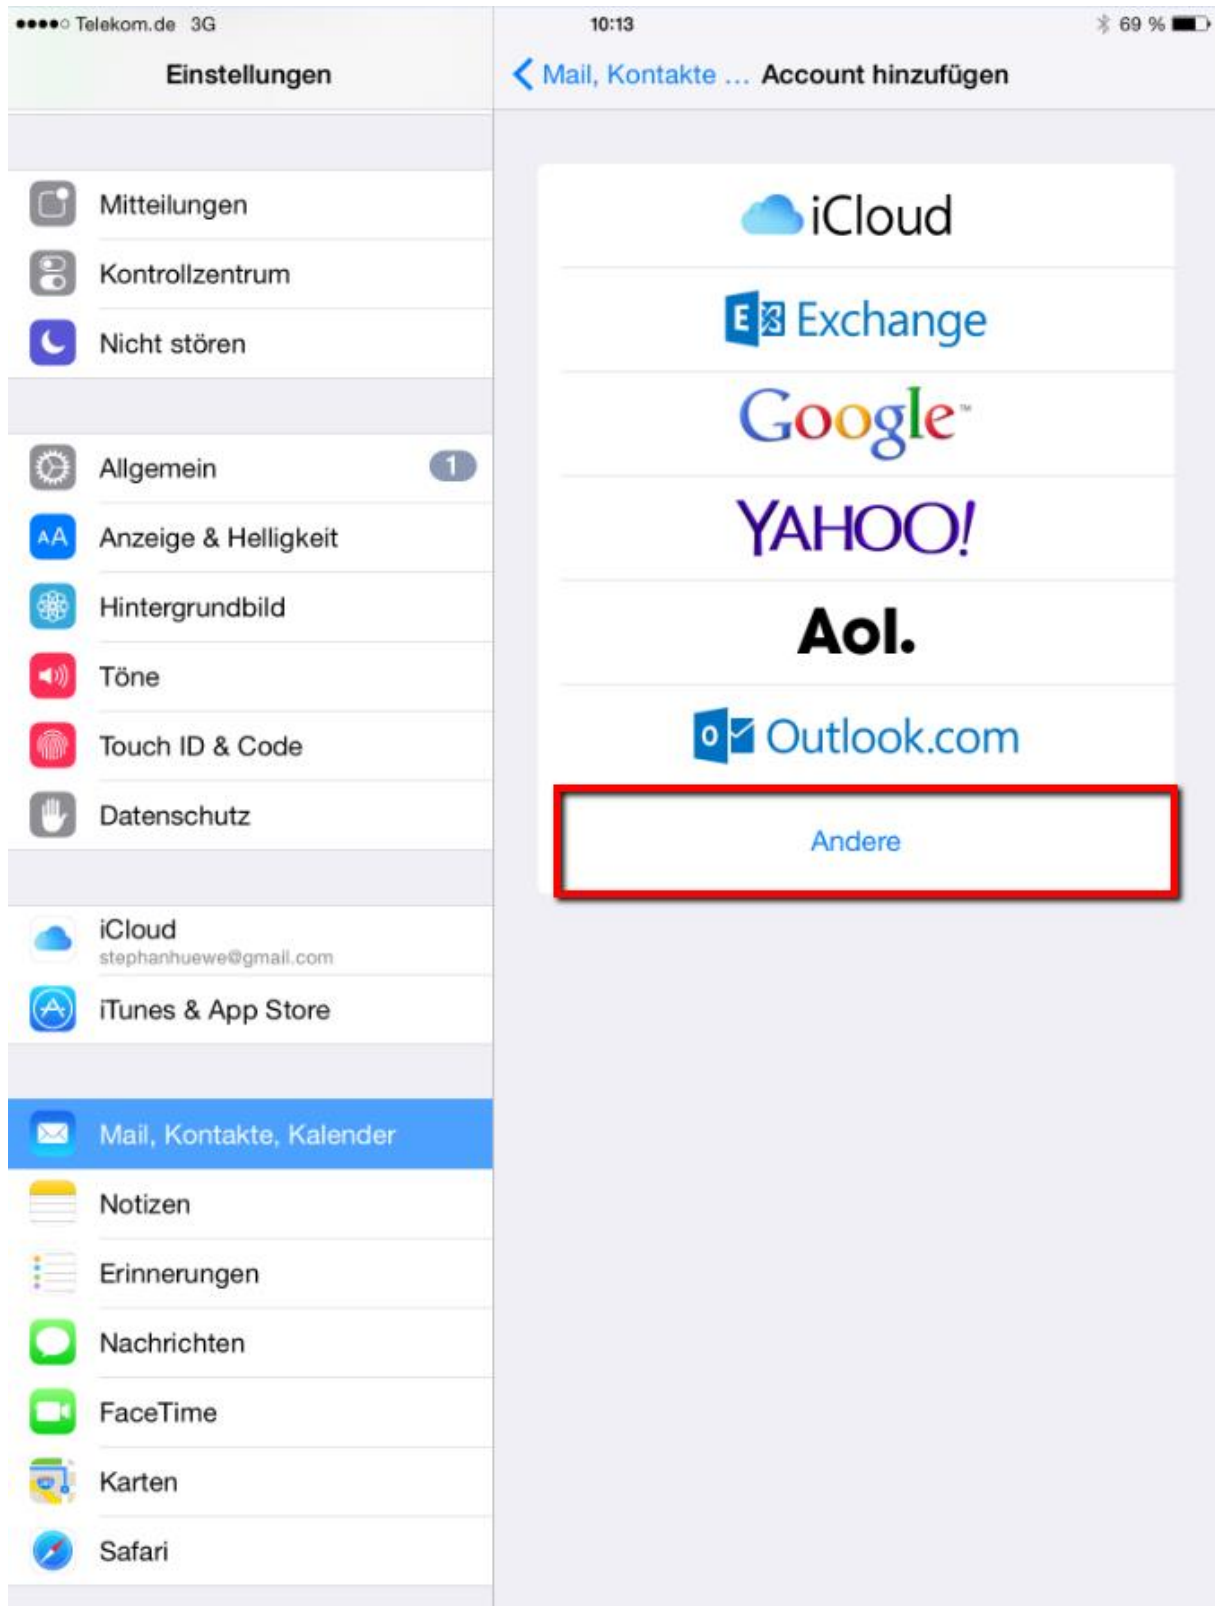 Telekom.de 3G 10:13 69 %
Einstellungen
Mail, Kontakte ... Account hinzufügen
Mitteilungen
Kontrollzentrum
Nicht stören
Allgemein 1
AA Anzeige & Helligkeit
Hintergrundbild
Töne
Touch ID & Code
Datenschutz
iCloud
stephanhuewe@gmail.com
iTunes & App Store
Mail, Kontakte, Kalender
Notizen
Erinnerungen
Nachrichten
FaceTime
Karten
Safari
iCloud
E Exchange
Google™
YAHOO!
Aol.
o Outlook.com
Andere